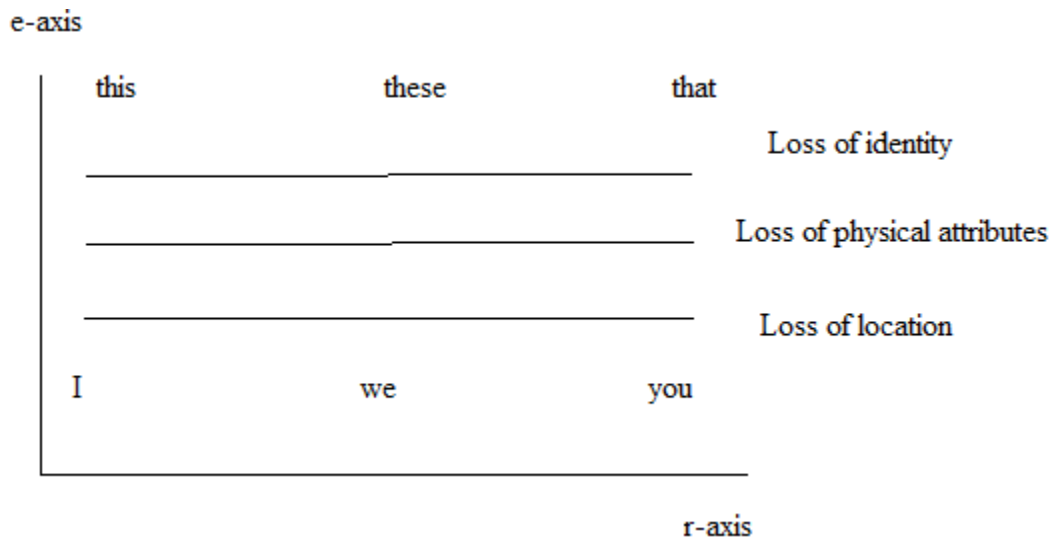 e-axis
this these that
Loss of identity
Loss of physical attributes
Loss of location
I we you
r-axis